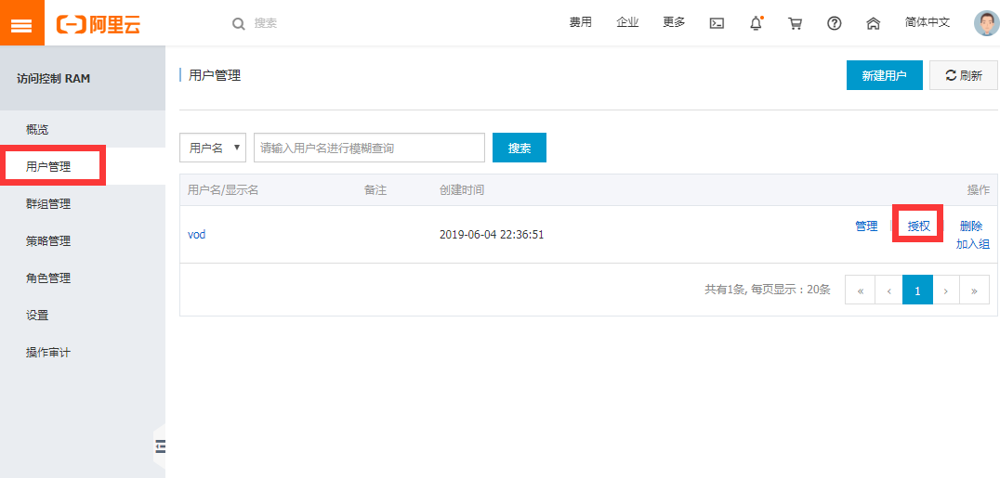 阿里云
搜索
费用 企业 更多 简体中文
访问控制 RAM
概览
用户管理
群组管理
策略管理
角色管理
设置
操作审计
用户管理
新建用户 刷新
用户名 请输入用户名进行模糊查询 搜索
用户名/显示名 备注 创建时间 操作
vod 2019-06-04 22:36:51 管理 授权 删除
加入组
共有1条, 每页显示：20条 « ‹ 1 › »